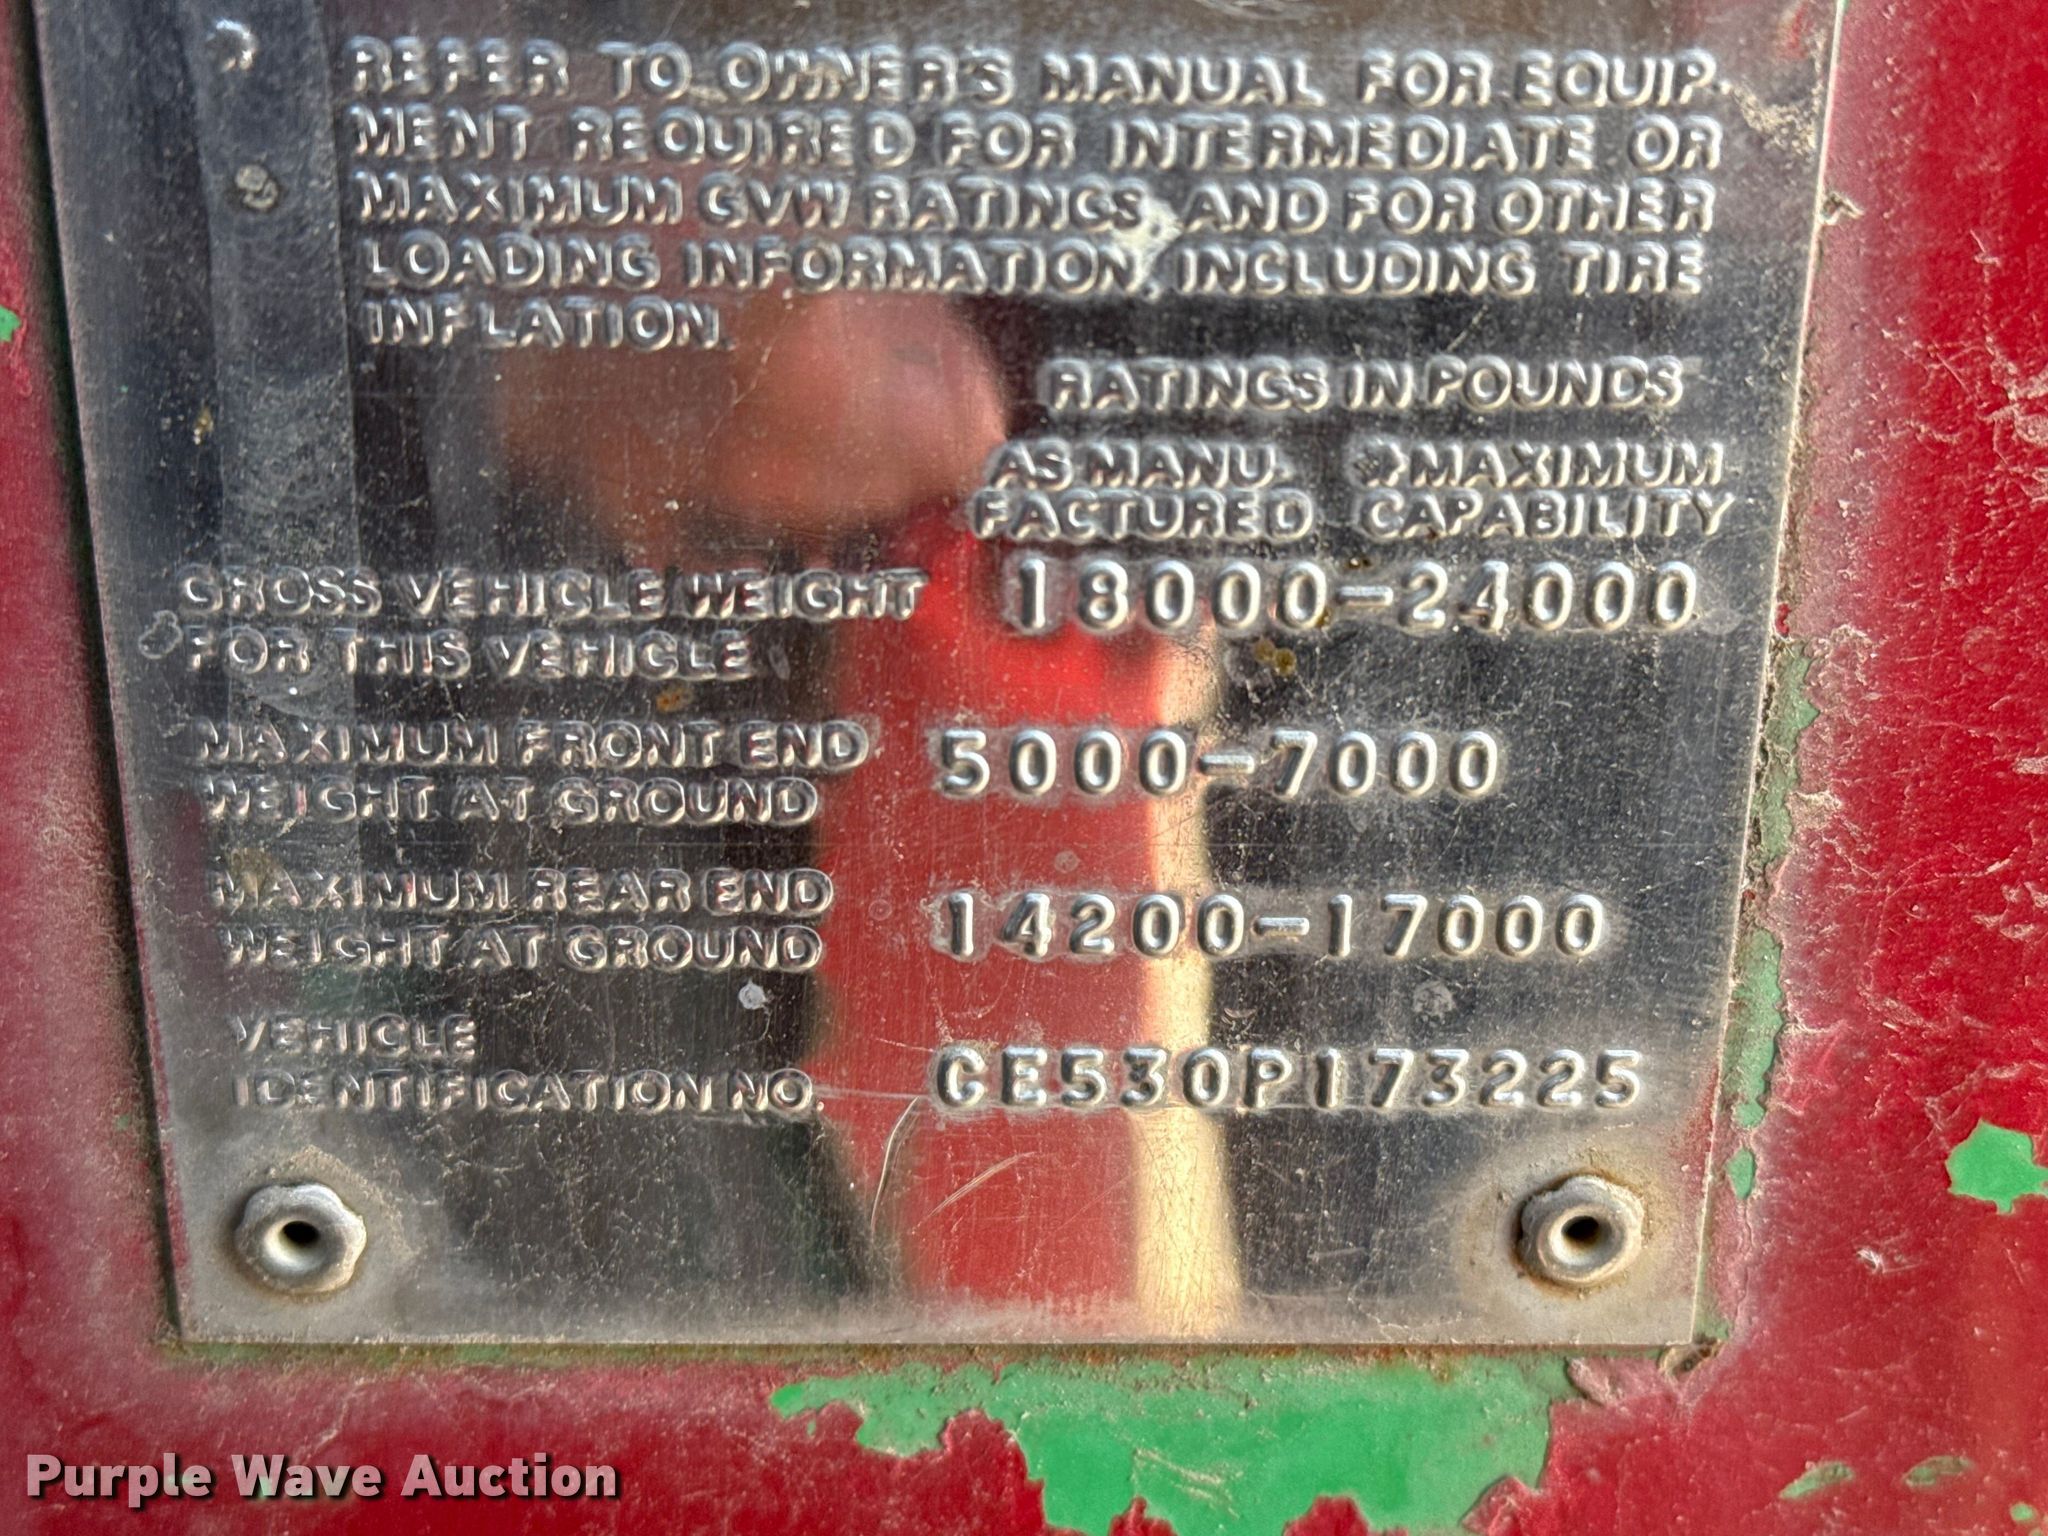 * REFER TO OWNER'S MANUAL FOR EQUIP-
MENT REQUIRED FOR INTERMEDIATE OR
MAXIMUM GVW RATINGS, AND FOR OTHER
LOADING INFORMATION, INCLUDING TIRE
INFLATION.
RATINGS IN POUNDS
AS MANU- *MAXIMUM
FACTURED CAPABILITY
GROSS VEHICLE WEIGHT 18000-24000
FOR THIS VEHICLE
MAXIMUM FRONT END 5000-7000
WEIGHT AT GROUND
MAXIMUM REAR END 14200-17000
WEIGHT AT GROUND
VEHICLE
IDENTIFICATION NO. CE530P173225
Purple Wave Auction